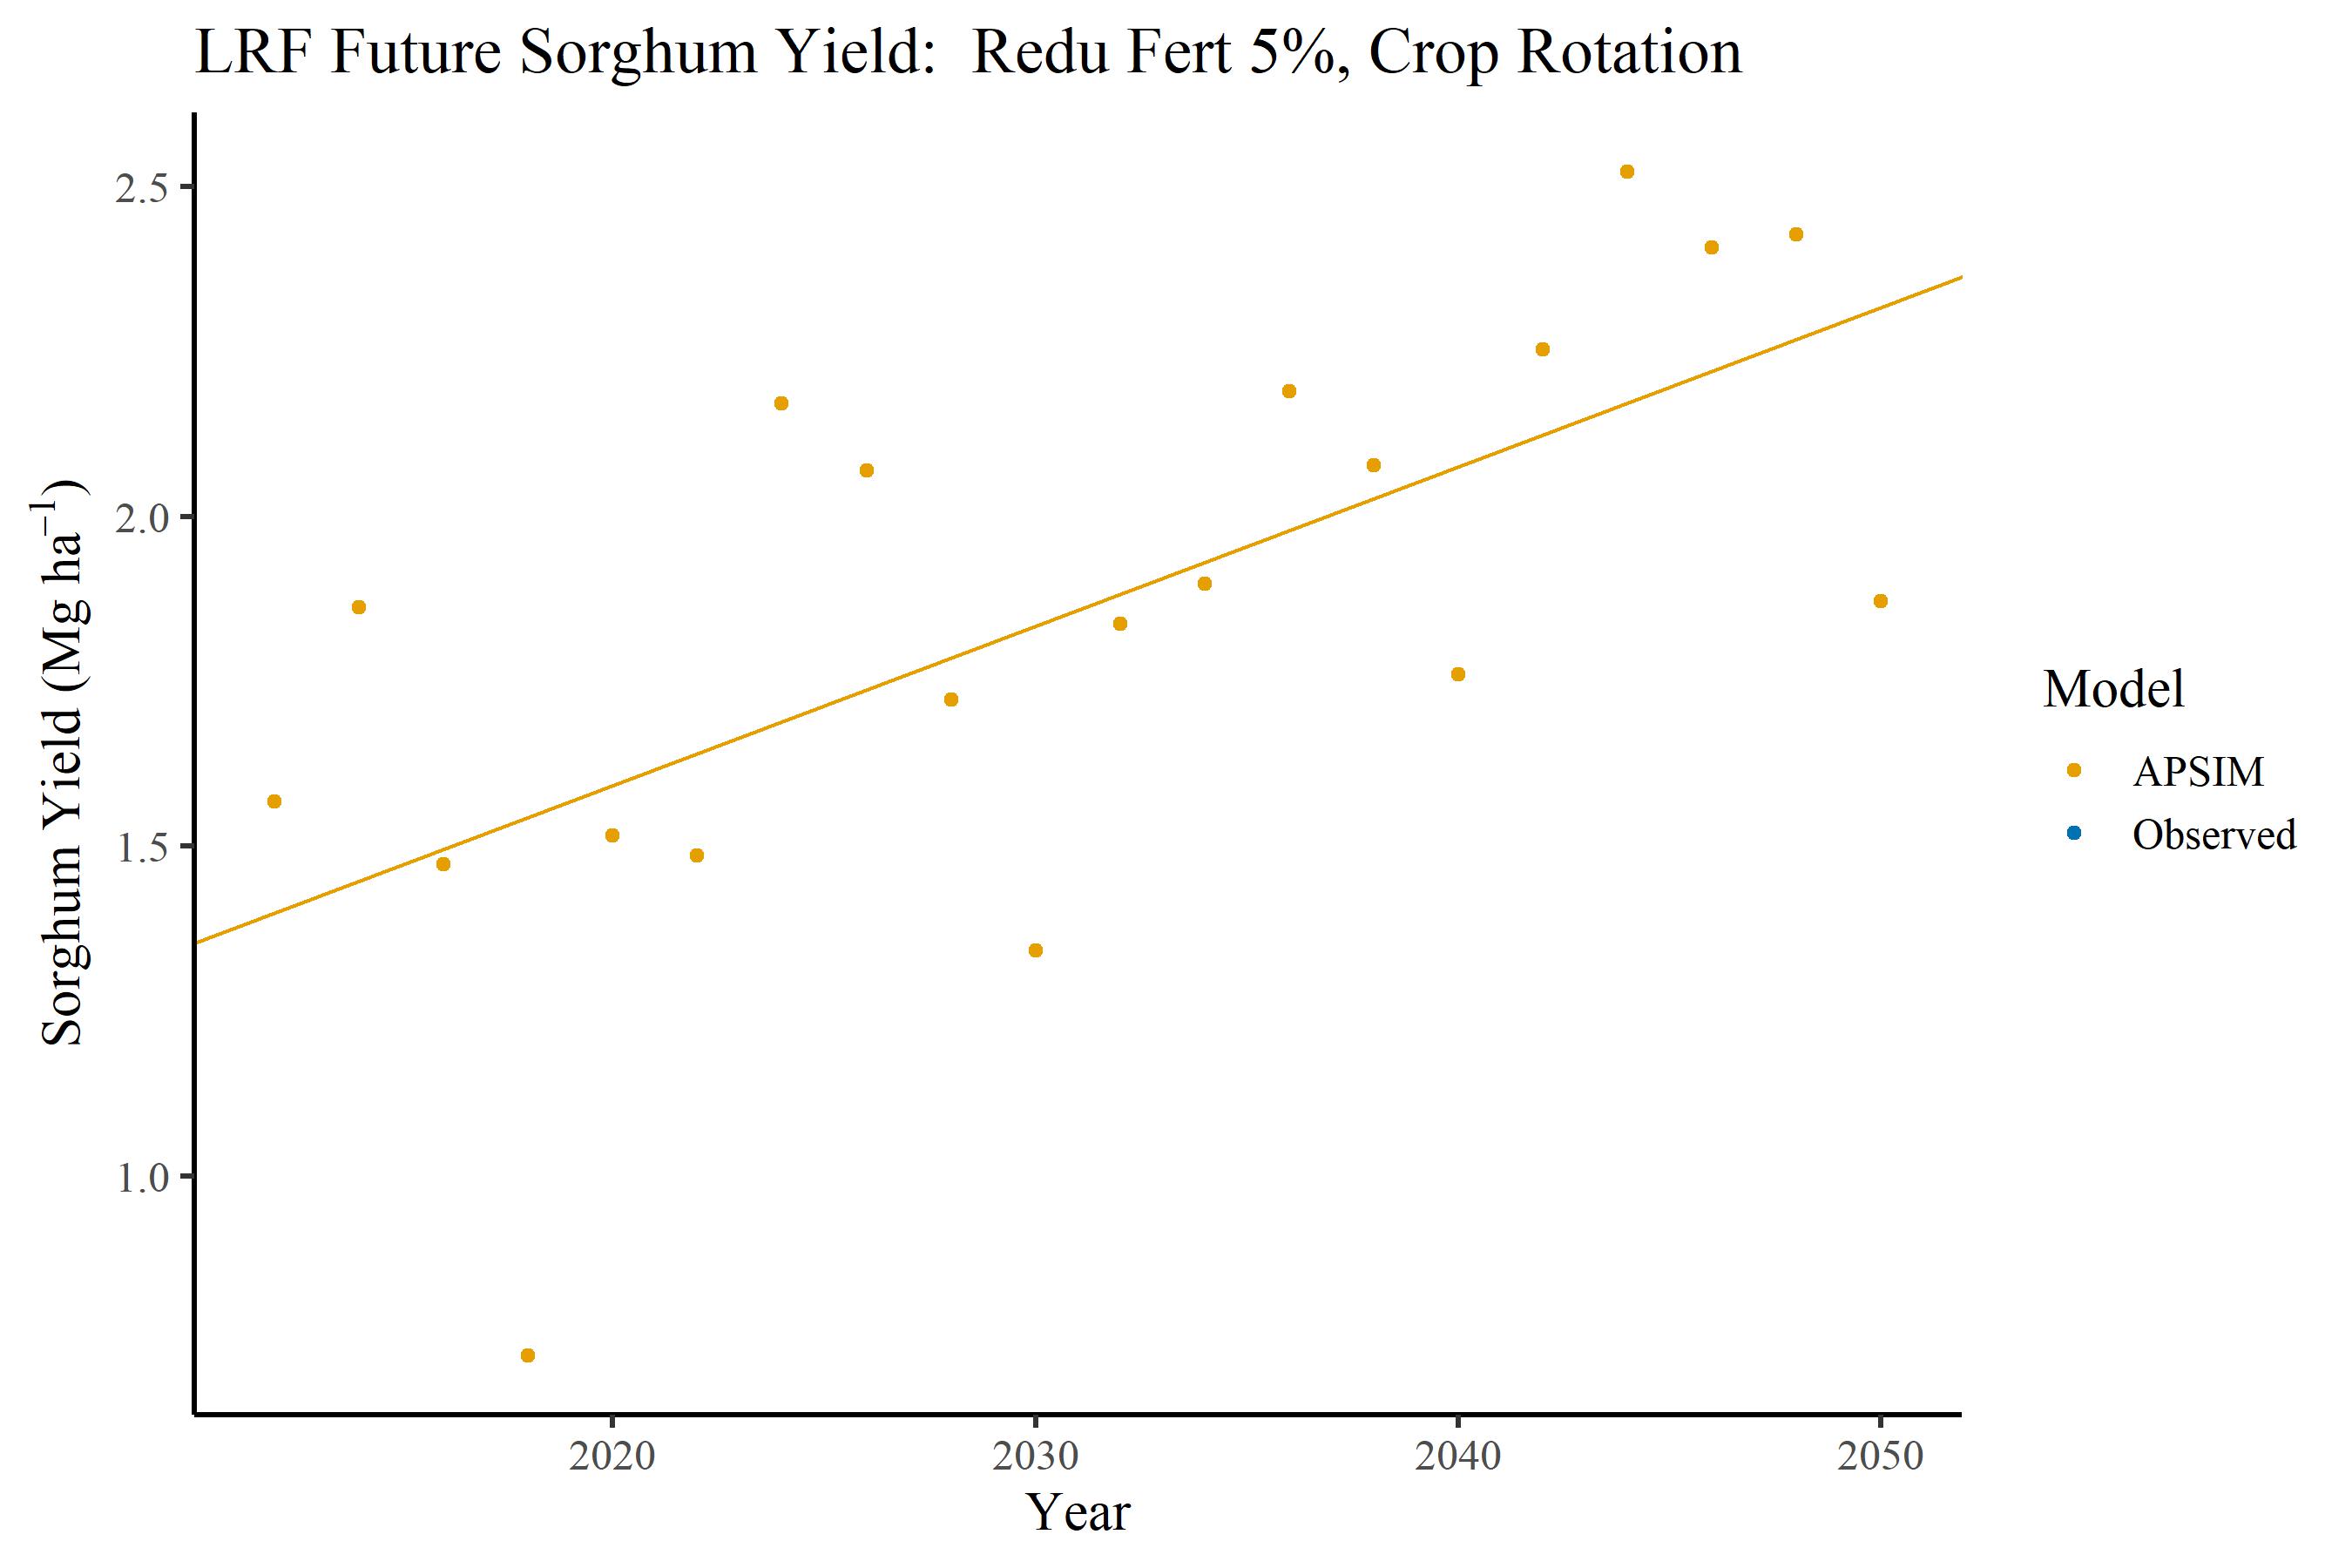 LRF Future Sorghum Yield:  Redu Fert 5%, Crop Rotation
Sorghum Yield (Mg ha⁻¹)
2.5
2.0
1.5
1.0
2020
2030
2040
2050
Year
Model
APSIM
Observed